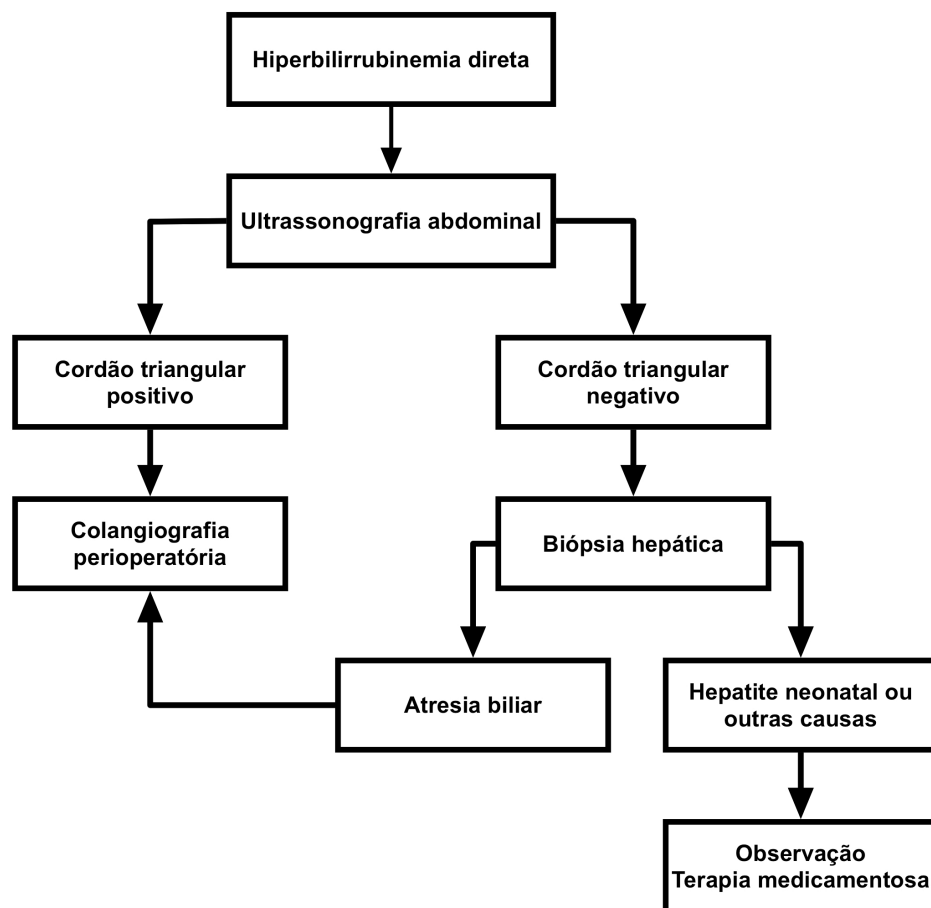 Hiperbilirrubinemia direta
Ultrassonografia abdominal
Cordão triangular
positivo
Cordão triangular
negativo
Colangiografia
perioperatória
Biópsia hepática
Atresia biliar
Hepatite neonatal ou
outras causas
Observação
Terapia medicamentosa